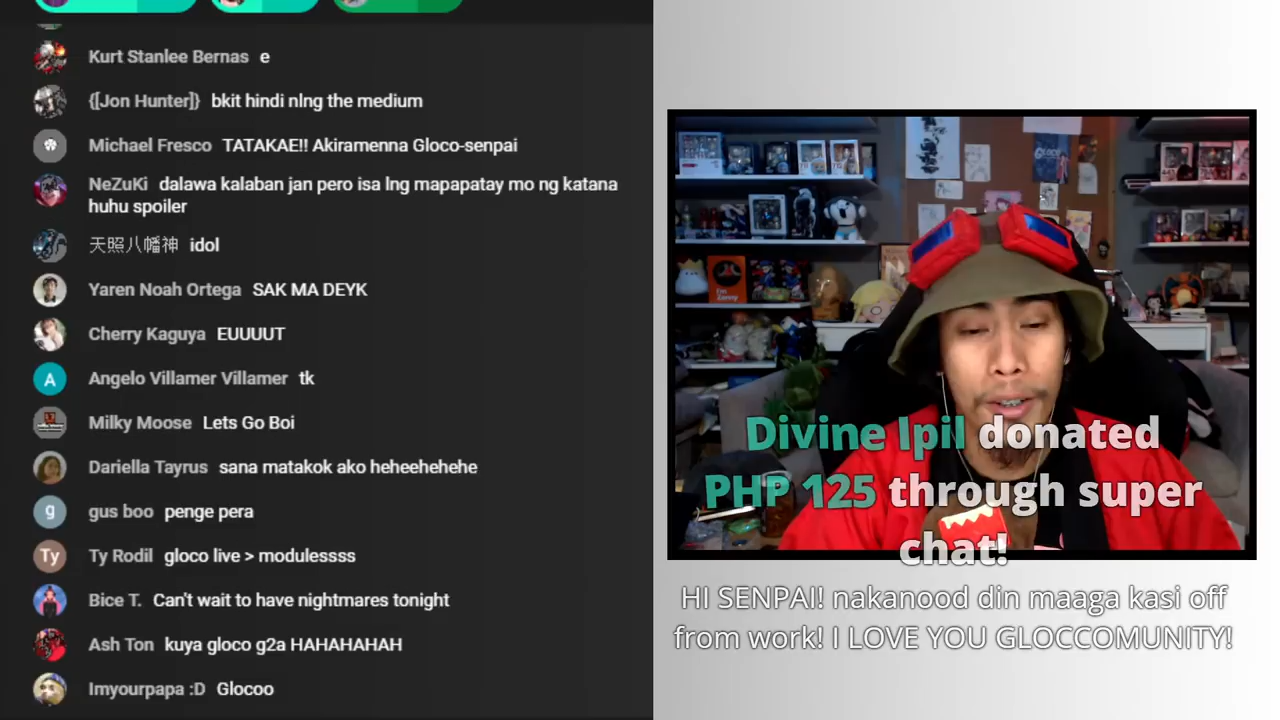 Kurt Stanlee Bernas e
{[Jon Hunter]} bkit hindi nlng the medium
Michael Fresco TATAKAE!! Akiramenna Gloco-senpai
NeZuKi dalawa kalaban jan pero isa lng mapapatay mo ng katana
huhu spoiler
天照八幡神 idol
Yaren Noah Ortega SAK MA DEYK
Cherry Kaguya EUUUUT
A Angelo Villamer Villamer tk
Milky Moose Lets Go Boi
Dariella Tayrus sana matakok ako heheehehehe
g gus boo penge pera
Ty Ty Rodil gloco live > modulessss
Bice T. Can't wait to have nightmares tonight
Ash Ton kuya gloco g2a HAHAHAHAH
Imyourpapa :D Glocoo
Divine Ipil donated
PHP 125 through super
chat!
HI SENPAI! nakanood din maaga kasi off
from work! I LOVE YOU GLOCCOMUNITY!